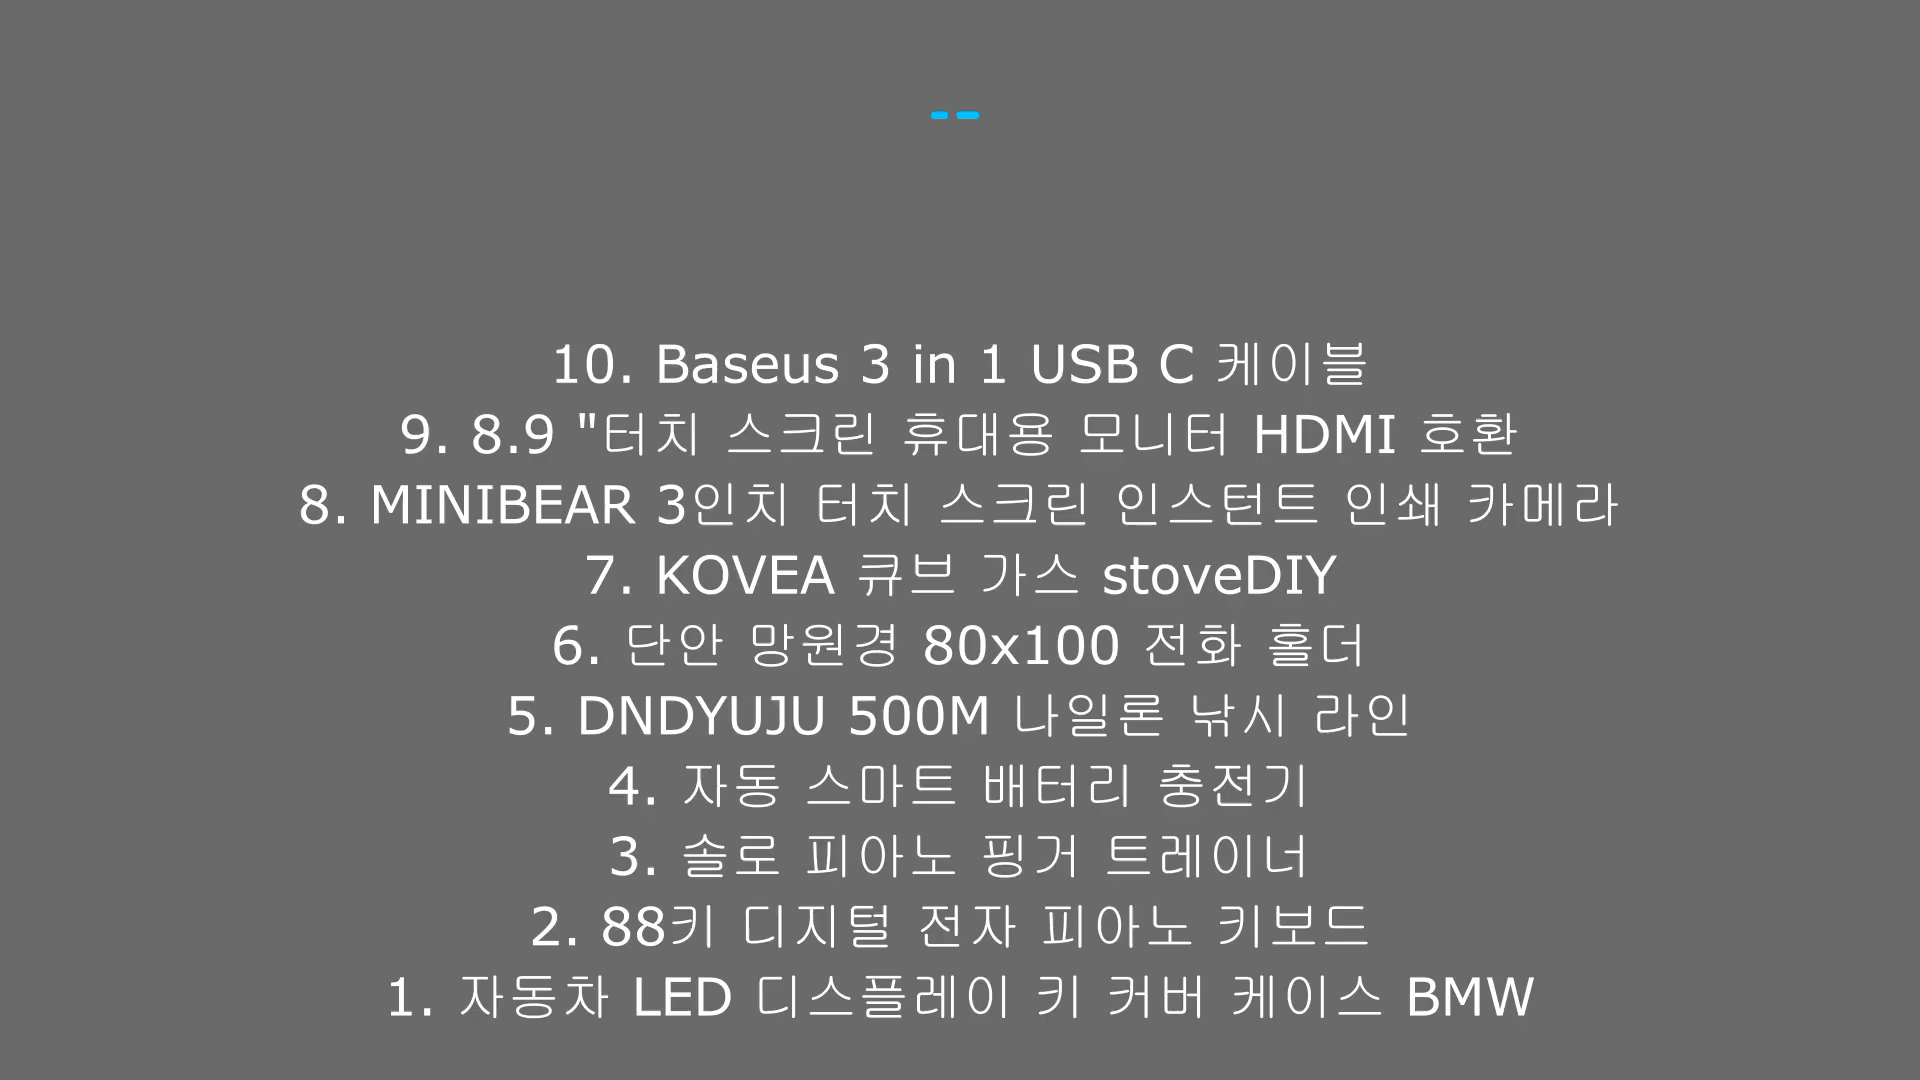 10. Baseus 3 in 1 USB C 케이블
9. 8.9 "터치 스크린 휴대용 모니터 HDMI 호환
8. MINIBEAR 3인치 터치 스크린 인스턴트 인쇄 카메라
7. KOVEA 큐브 가스 stoveDIY
6. 단안 망원경 80x100 전화 홀더
5. DNDYUJU 500M 나일론 낚시 라인
4. 자동 스마트 배터리 충전기
3. 솔로 피아노 핑거 트레이너
2. 88키 디지털 전자 피아노 키보드
1. 자동차 LED 디스플레이 키 커버 케이스 BMW